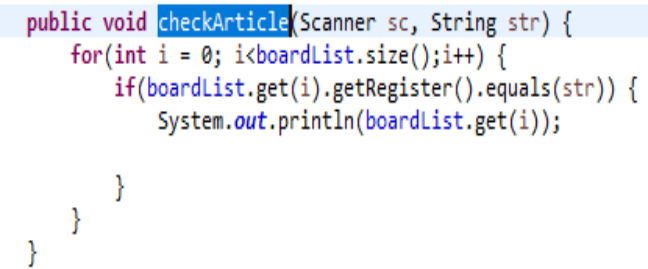 public void checkArticle(Scanner sc, String str) {
    for(int i = 0; i<boardList.size();i++) {
        if(boardList.get(i).getRegister().equals(str)) {
            System.out.println(boardList.get(i));

        }
    }
}